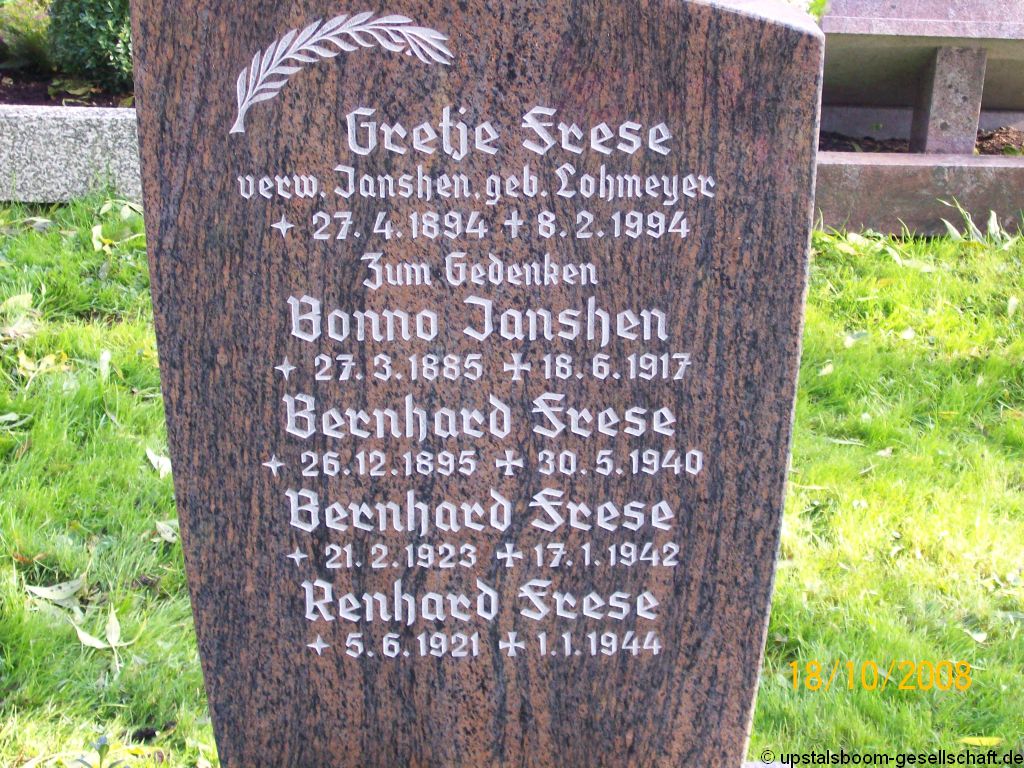 Gretje Frese
verw. Janshen, geb. Lohmeyer
✦ 27. 4. 1894 ✝ 8. 2. 1994
Zum Gedenken
Bonno Janshen
✦ 27. 3. 1885 ✝ 18. 6. 1917
Bernhard Frese
✦ 26. 12. 1895 ✝ 30. 5. 1940
Bernhard Frese
✦ 21. 2. 1923 ✝ 17. 1. 1942
Renhard Frese
✦ 5. 6. 1921 ✝ 1. 1. 1944
18/10/2008
© upstalsboom-gesellschaft.de